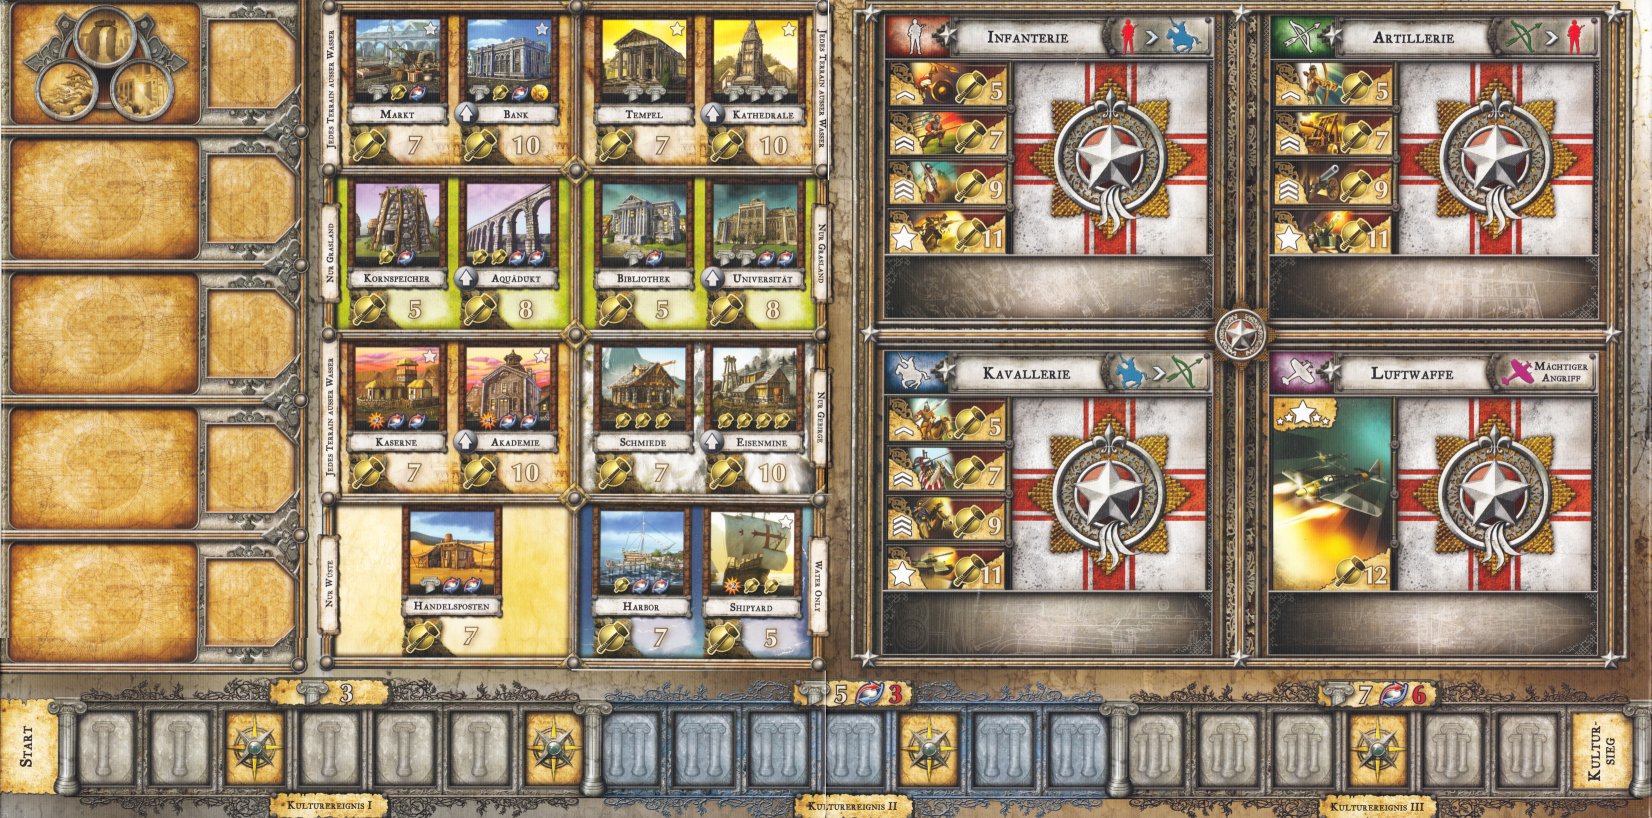 Jedes Terrain ausser Wasser
Markt
7
Bank
10
Tempel
7
Kathedrale
10
Jedes Terrain ausser Wasser
Nur Grasland
Kornspeicher
5
Aquädukt
8
Bibliothek
5
Universität
8
Nur Grasland
Jedes Terrain ausser Wasser
Kaserne
7
Akademie
10
Schmiede
7
Eisenmine
10
Nur Gebirge
Nur Wüste
Handelsposten
7
Harbor
7
Shipyard
5
Water Only
Infanterie
>
5
7
9
11
Artillerie
>
5
7
9
11
Kavallerie
>
5
7
9
11
Luftwaffe
Mächtiger
Angriff
12
Start
3
5
3
7
6
Kultur-
sieg
Kulturereignis I
Kulturereignis II
Kulturereignis III